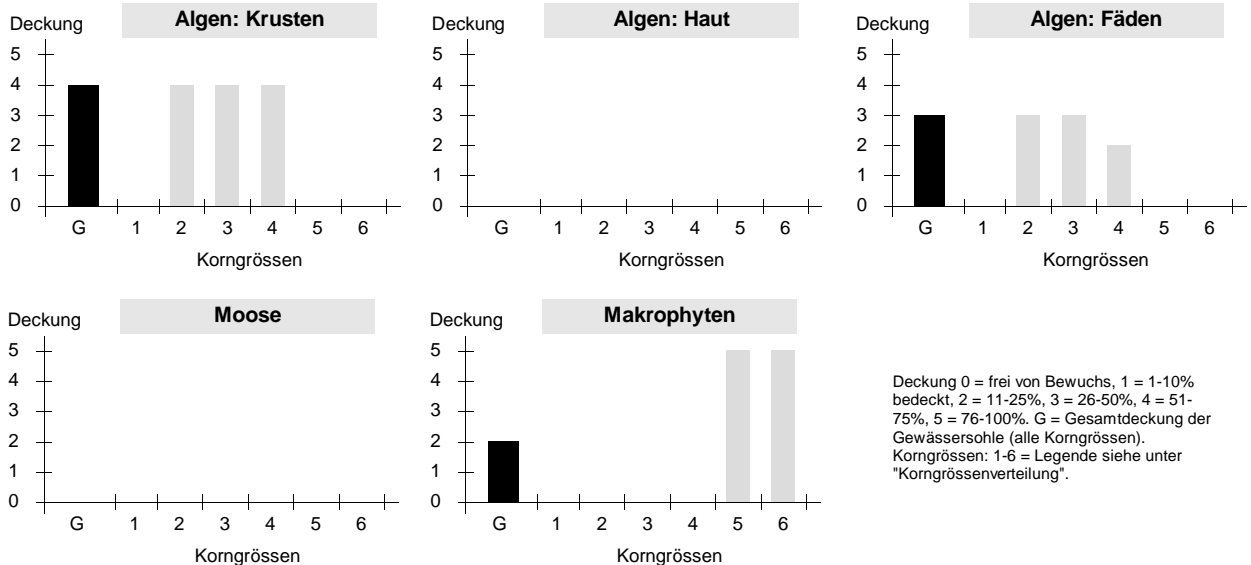 Deckung
Algen: Krusten
5
4
3
2
1
0
G 1 2 3 4 5 6
Korngrössen
Deckung
Algen: Haut
5
4
3
2
1
0
G 1 2 3 4 5 6
Korngrössen
Deckung
Algen: Fäden
5
4
3
2
1
0
G 1 2 3 4 5 6
Korngrössen
Deckung
Moose
5
4
3
2
1
0
G 1 2 3 4 5 6
Korngrössen
Deckung
Makrophyten
5
4
3
2
1
0
G 1 2 3 4 5 6
Korngrössen
Deckung 0 = frei von Bewuchs, 1 = 1-10%
bedeckt, 2 = 11-25%, 3 = 26-50%, 4 = 51-
75%, 5 = 76-100%. G = Gesamtdeckung der
Gewässersohle (alle Korngrössen).
Korngrössen: 1-6 = Legende siehe unter
"Korngrössenverteilung".